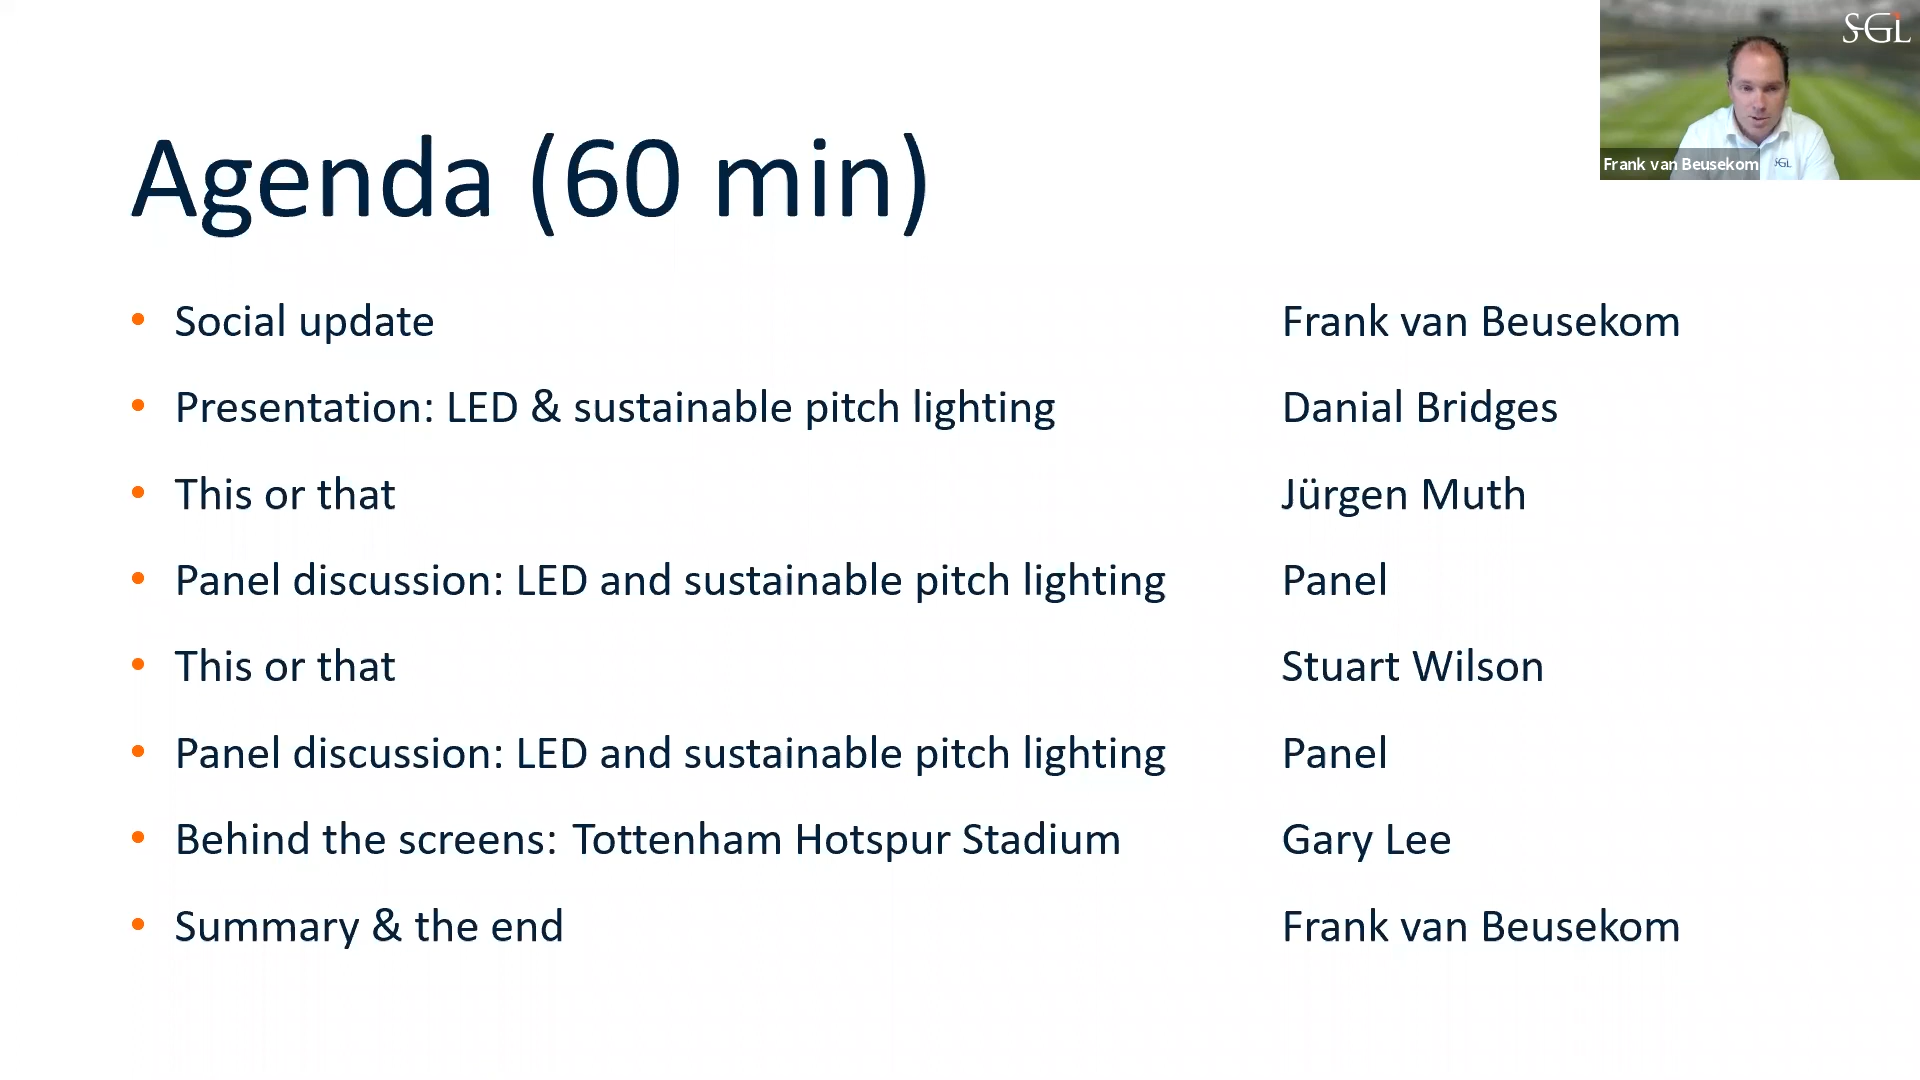 SGL
Frank van Beusekom
SGL
Agenda (60 min)
• Social update Frank van Beusekom
• Presentation: LED & sustainable pitch lighting Danial Bridges
• This or that Jürgen Muth
• Panel discussion: LED and sustainable pitch lighting Panel
• This or that Stuart Wilson
• Panel discussion: LED and sustainable pitch lighting Panel
• Behind the screens: Tottenham Hotspur Stadium Gary Lee
• Summary & the end Frank van Beusekom